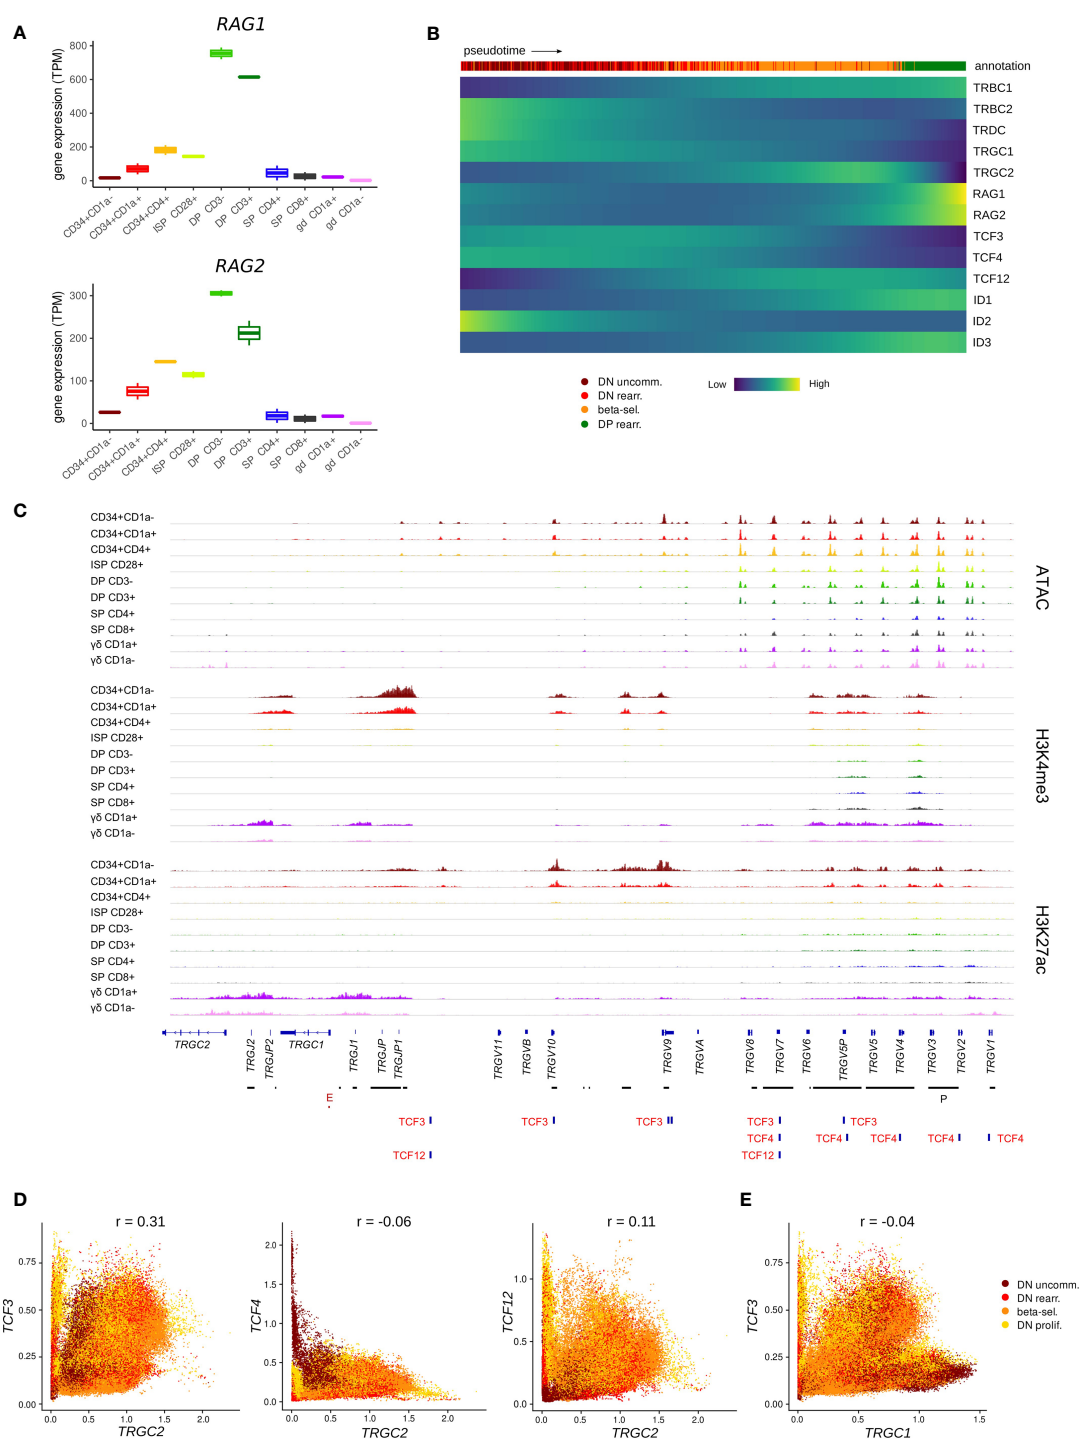 A
RAG1
gene expression (TPM)
800
600
400
200
0
CD34+CD1a-
CD34+CD1a+
CD34+CD4+
ISP CD28+
DP CD3-
DP CD3+
SP CD4+
SP CD8+
gd CD1a+
gd CD1a-
RAG2
gene expression (TPM)
300
200
100
0
CD34+CD1a-
CD34+CD1a+
CD34+CD4+
ISP CD28+
DP CD3-
DP CD3+
SP CD4+
SP CD8+
gd CD1a+
gd CD1a-
B
pseudotime
annotation
TRBC1
TRBC2
TRDC
TRGC1
TRGC2
RAG1
RAG2
TCF3
TCF4
TCF12
ID1
ID2
ID3
DN uncomm.
DN rearr.
beta-sel.
DP rearr.
Low
High
C
CD34+CD1a-
CD34+CD1a+
CD34+CD4+
ISP CD28+
DP CD3-
DP CD3+
SP CD4+
SP CD8+
γδ CD1a+
γδ CD1a-
ATAC
CD34+CD1a-
CD34+CD1a+
CD34+CD4+
ISP CD28+
DP CD3-
DP CD3+
SP CD4+
SP CD8+
γδ CD1a+
γδ CD1a-
H3K4me3
CD34+CD1a-
CD34+CD1a+
CD34+CD4+
ISP CD28+
DP CD3-
DP CD3+
SP CD4+
SP CD8+
γδ CD1a+
γδ CD1a-
H3K27ac
TRGC2
TRGJ2
TRGJP2
TRGC1
TRGJ1
TRGJP
TRGJP1
TRGV11
TRGVB
TRGV10
TRGV9
TRGVA
TRGV8
TRGV7
TRGV6
TRGV5P
TRGV5
TRGV4
TRGV3
TRGV2
TRGV1
E
P
TCF3
TCF3
TCF3
TCF3
TCF3
TCF4
TCF4
TCF4
TCF4
TCF4
TCF12
TCF12
D
r = 0.31
TCF3
0.75
0.50
0.25
0.00
0.0 0.5 1.0 1.5 2.0
TRGC2
r = -0.06
TCF4
2.0
1.5
1.0
0.5
0.0
0.0 0.5 1.0 1.5 2.0
TRGC2
r = 0.11
TCF12
1.0
0.5
0.0
0.0 0.5 1.0 1.5 2.0
TRGC2
E
r = -0.04
TCF3
0.75
0.50
0.25
0.00
0.0 0.5 1.0 1.5
TRGC1
DN uncomm.
DN rearr.
beta-sel.
DN prolif.